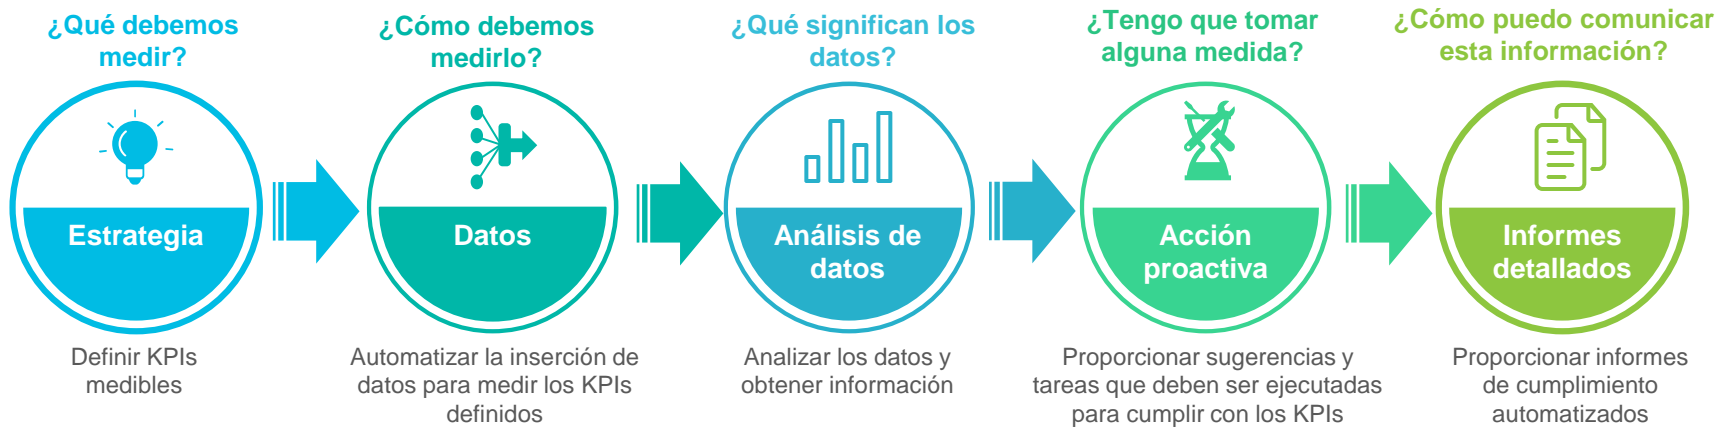 ¿Qué debemos
medir?
Estrategia
Definir KPIs
medibles
¿Cómo debemos
medirlo?
Datos
Automatizar la inserción de
datos para medir los KPIs
definidos
¿Qué significan los
datos?
Análisis de
datos
Analizar los datos y
obtener información
¿Tengo que tomar
alguna medida?
Acción
proactiva
Proporcionar sugerencias y
tareas que deben ser ejecutadas
para cumplir con los KPIs
¿Cómo puedo comunicar
esta información?
Informes
detallados
Proporcionar informes
de cumplimiento
automatizados